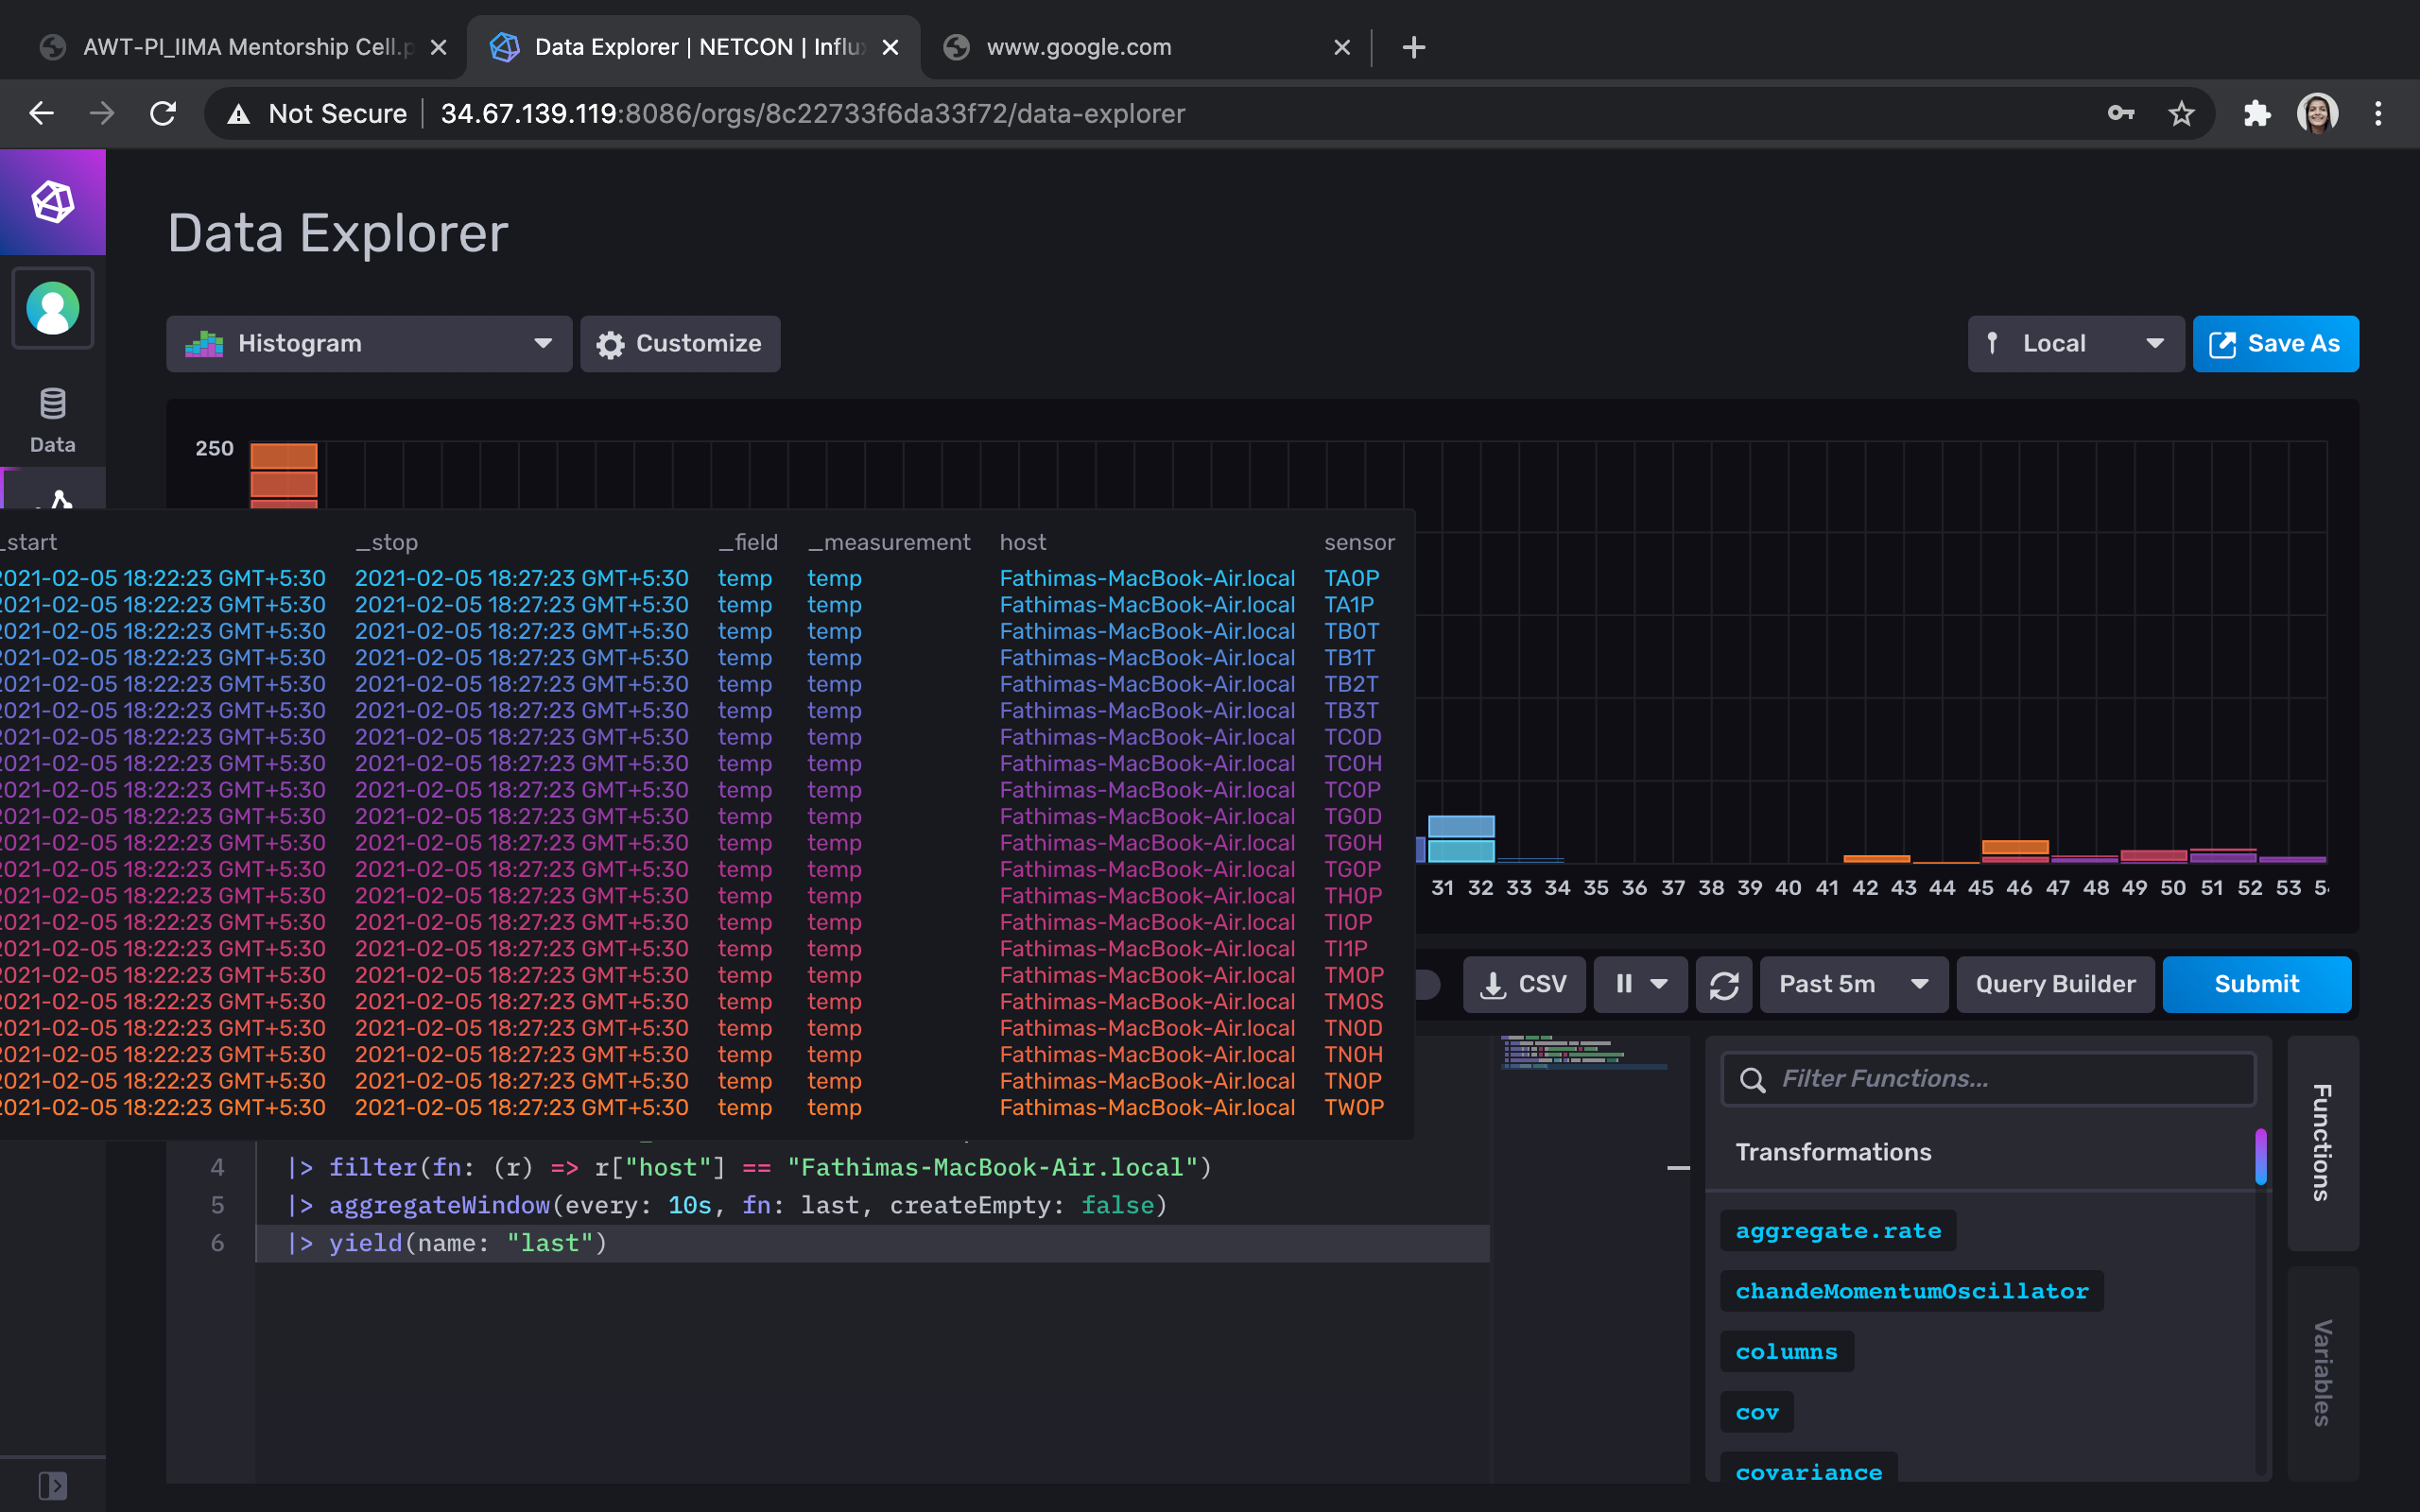 AWT-PI_IIMA Mentorship Cell.p
Data Explorer | NETCON | Influx
www.google.com
Not Secure 34.67.139.119:8086/orgs/8c22733f6da33f72/data-explorer
Data Explorer
Histogram Customize Local Save As
Data
250
_start _stop _field _measurement host sensor
2021-02-05 18:22:23 GMT+5:30 2021-02-05 18:27:23 GMT+5:30 temp temp Fathimas-MacBook-Air.local TA0P
2021-02-05 18:22:23 GMT+5:30 2021-02-05 18:27:23 GMT+5:30 temp temp Fathimas-MacBook-Air.local TA1P
2021-02-05 18:22:23 GMT+5:30 2021-02-05 18:27:23 GMT+5:30 temp temp Fathimas-MacBook-Air.local TB0T
2021-02-05 18:22:23 GMT+5:30 2021-02-05 18:27:23 GMT+5:30 temp temp Fathimas-MacBook-Air.local TB1T
2021-02-05 18:22:23 GMT+5:30 2021-02-05 18:27:23 GMT+5:30 temp temp Fathimas-MacBook-Air.local TB2T
2021-02-05 18:22:23 GMT+5:30 2021-02-05 18:27:23 GMT+5:30 temp temp Fathimas-MacBook-Air.local TB3T
2021-02-05 18:22:23 GMT+5:30 2021-02-05 18:27:23 GMT+5:30 temp temp Fathimas-MacBook-Air.local TC0D
2021-02-05 18:22:23 GMT+5:30 2021-02-05 18:27:23 GMT+5:30 temp temp Fathimas-MacBook-Air.local TC0H
2021-02-05 18:22:23 GMT+5:30 2021-02-05 18:27:23 GMT+5:30 temp temp Fathimas-MacBook-Air.local TC0P
2021-02-05 18:22:23 GMT+5:30 2021-02-05 18:27:23 GMT+5:30 temp temp Fathimas-MacBook-Air.local TG0D
2021-02-05 18:22:23 GMT+5:30 2021-02-05 18:27:23 GMT+5:30 temp temp Fathimas-MacBook-Air.local TG0H
2021-02-05 18:22:23 GMT+5:30 2021-02-05 18:27:23 GMT+5:30 temp temp Fathimas-MacBook-Air.local TG0P
2021-02-05 18:22:23 GMT+5:30 2021-02-05 18:27:23 GMT+5:30 temp temp Fathimas-MacBook-Air.local TH0P
2021-02-05 18:22:23 GMT+5:30 2021-02-05 18:27:23 GMT+5:30 temp temp Fathimas-MacBook-Air.local TI0P
2021-02-05 18:22:23 GMT+5:30 2021-02-05 18:27:23 GMT+5:30 temp temp Fathimas-MacBook-Air.local TI1P
2021-02-05 18:22:23 GMT+5:30 2021-02-05 18:27:23 GMT+5:30 temp temp Fathimas-MacBook-Air.local TM0P
2021-02-05 18:22:23 GMT+5:30 2021-02-05 18:27:23 GMT+5:30 temp temp Fathimas-MacBook-Air.local TM0S
2021-02-05 18:22:23 GMT+5:30 2021-02-05 18:27:23 GMT+5:30 temp temp Fathimas-MacBook-Air.local TN0D
2021-02-05 18:22:23 GMT+5:30 2021-02-05 18:27:23 GMT+5:30 temp temp Fathimas-MacBook-Air.local TN0H
2021-02-05 18:22:23 GMT+5:30 2021-02-05 18:27:23 GMT+5:30 temp temp Fathimas-MacBook-Air.local TN0P
2021-02-05 18:22:23 GMT+5:30 2021-02-05 18:27:23 GMT+5:30 temp temp Fathimas-MacBook-Air.local TW0P
31 32 33 34 35 36 37 38 39 40 41 42 43 44 45 46 47 48 49 50 51 52 53
CSV Past 5m Query Builder Submit
4 |> filter(fn: (r) => r["host"] == "Fathimas-MacBook-Air.local")
5 |> aggregateWindow(every: 10s, fn: last, createEmpty: false)
6 |> yield(name: "last")
Filter Functions...
Transformations
aggregate.rate
chandeMomentumOscillator
columns
cov
covariance
Functions
Variables